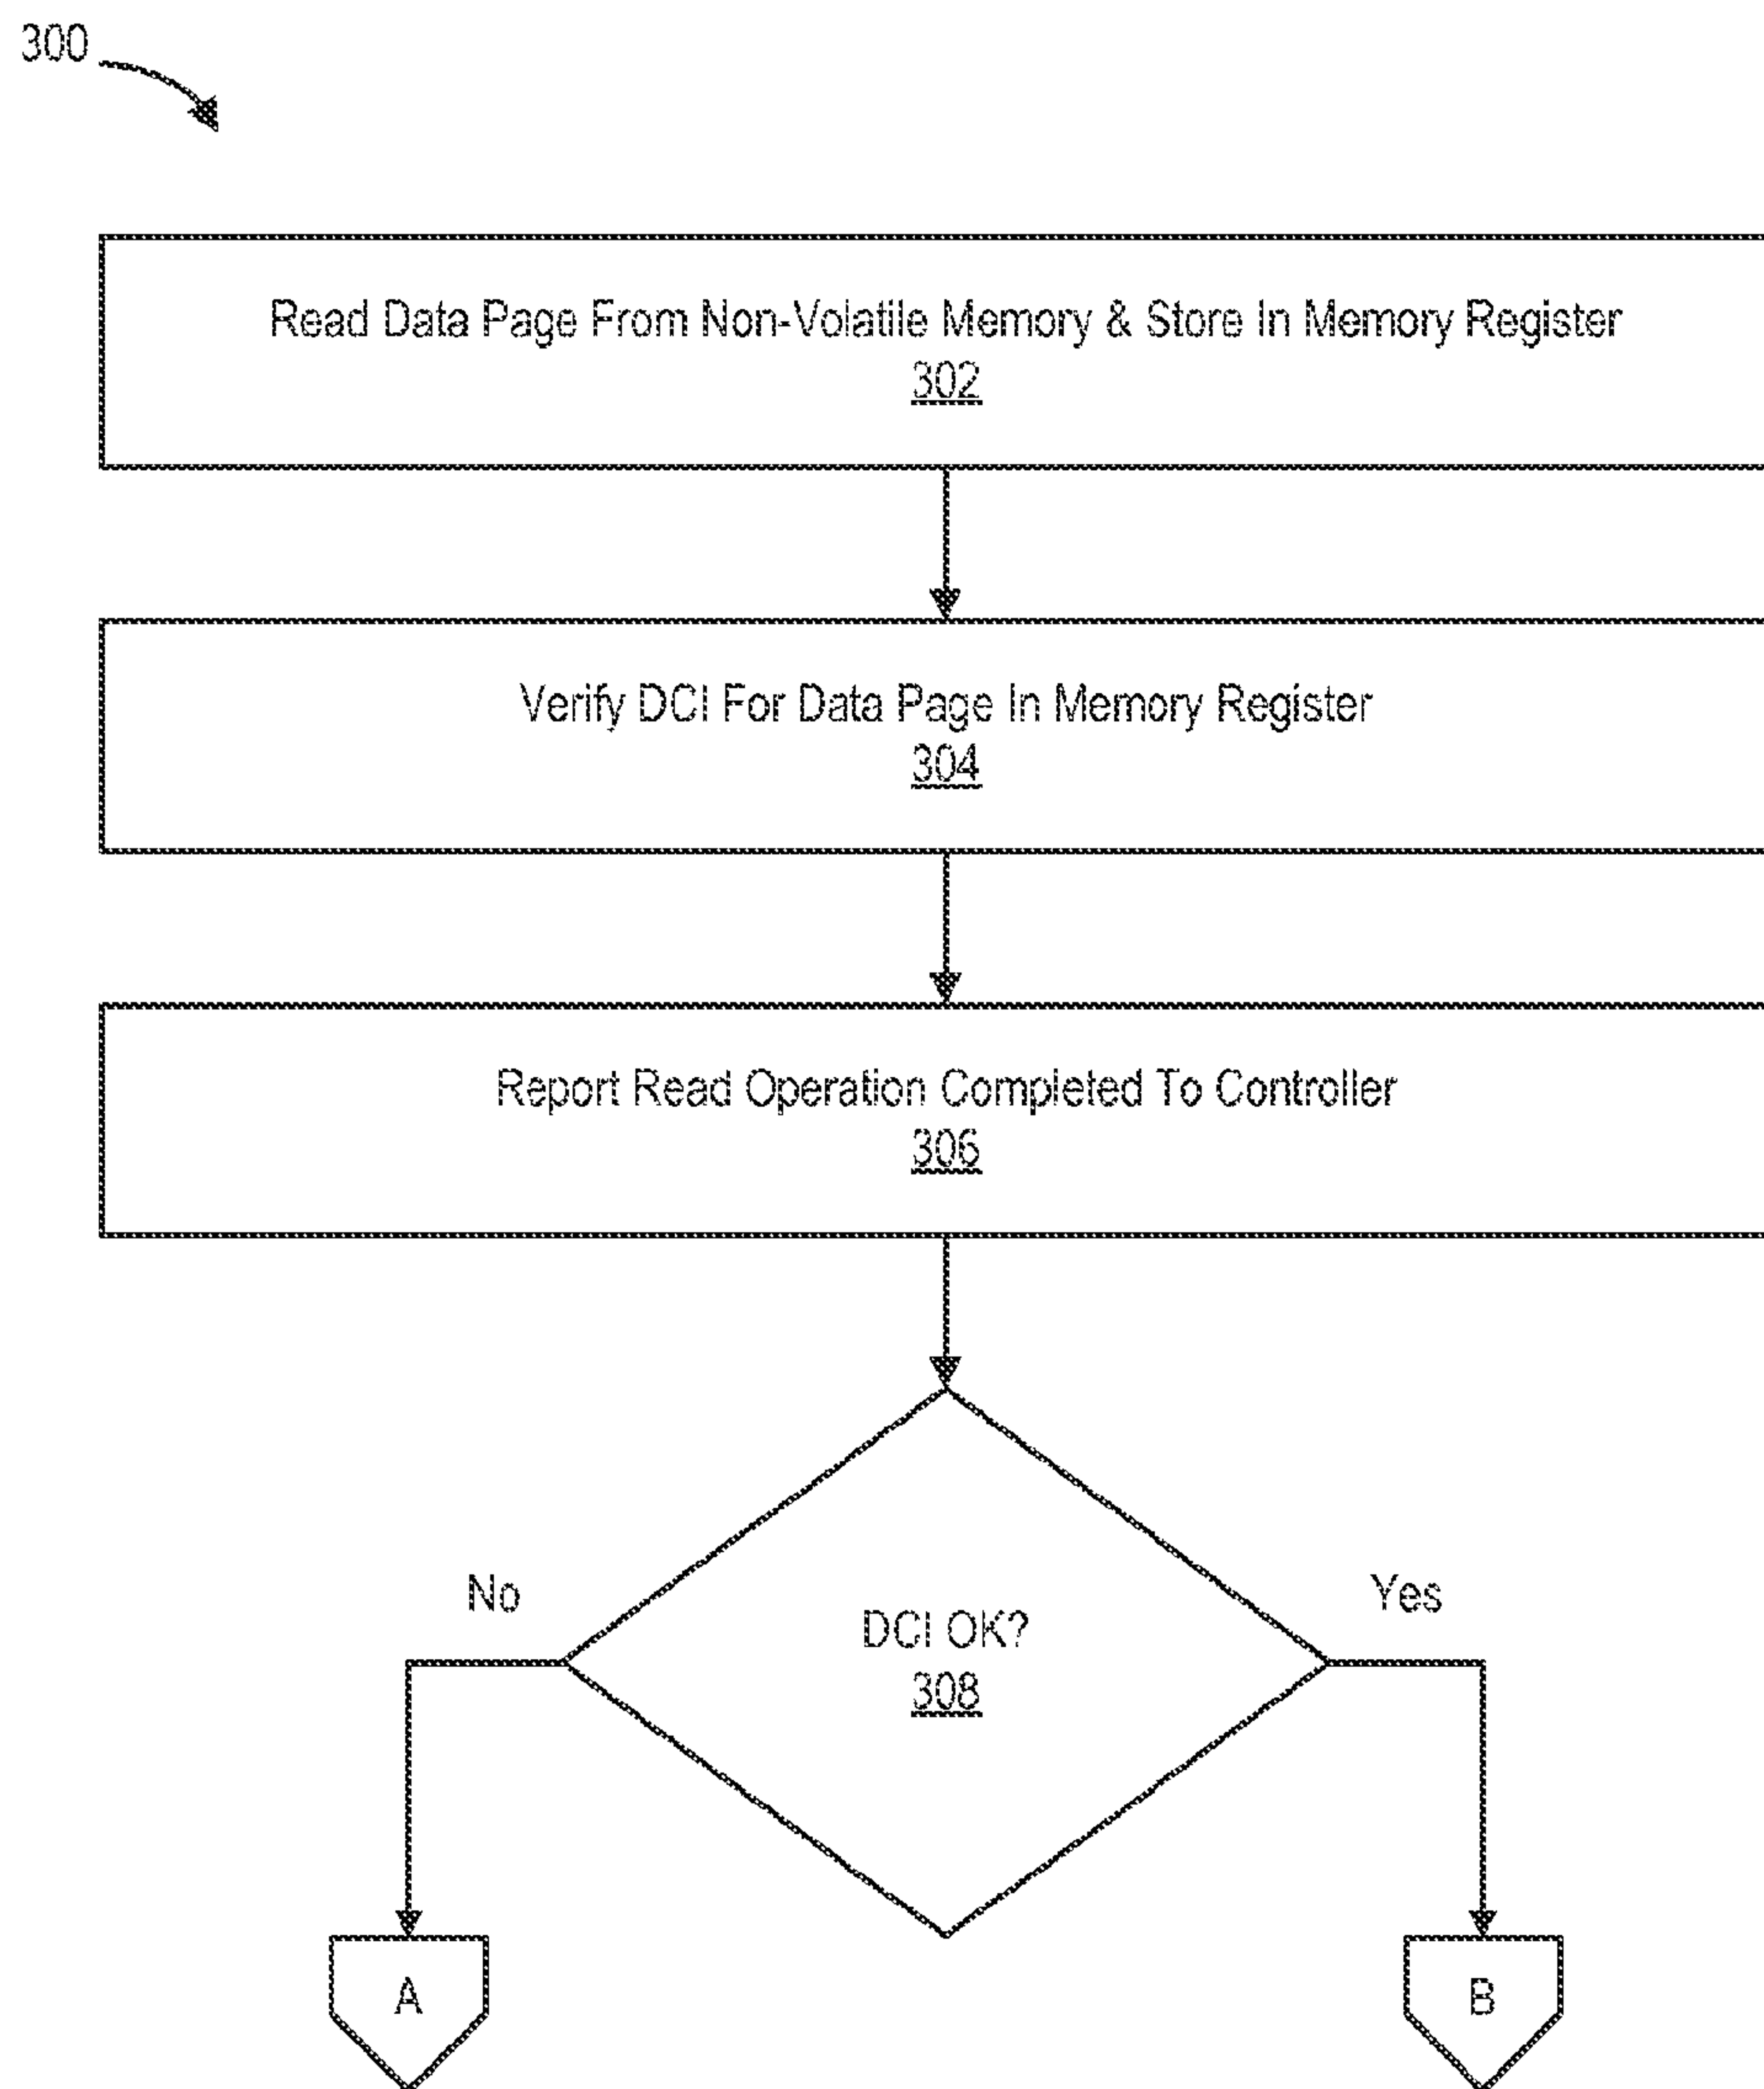 300
Read Data Page From Non-Volatile Memory & Store In Memory Register
302
Verify DCI For Data Page In Memory Register
304
Report Read Operation Completed To Controller
306
No
Yes
DCI OK?
308
A
B